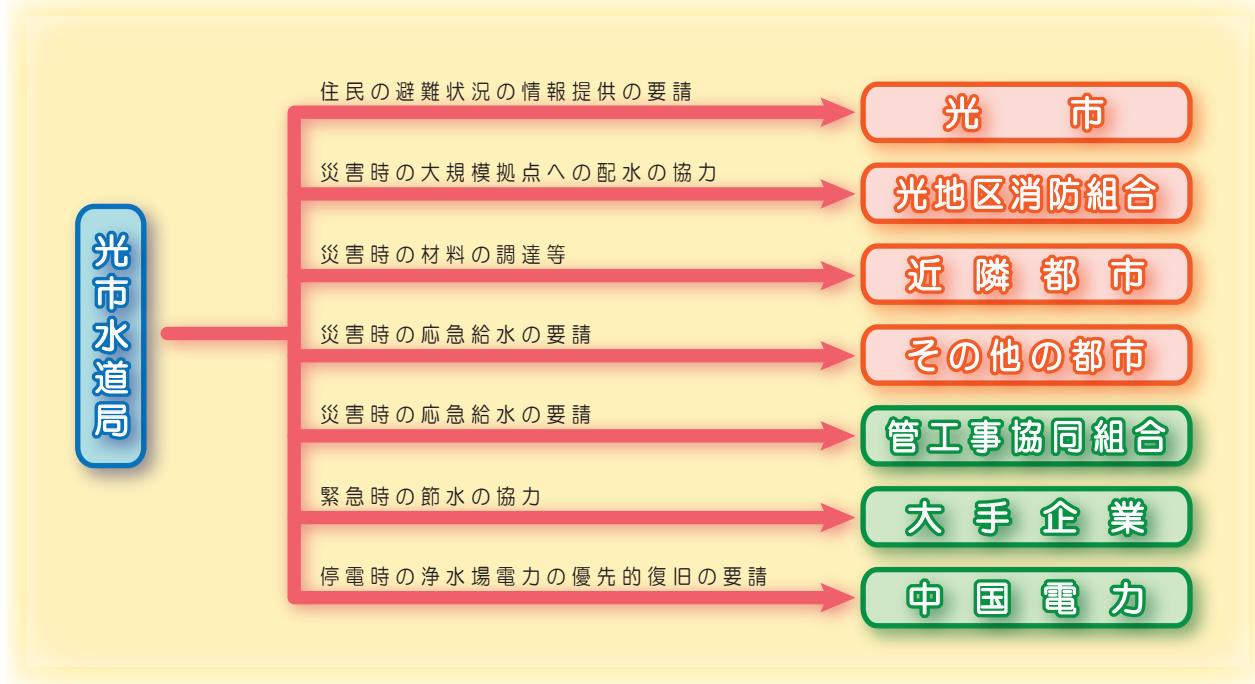 光市水道局
住民の避難状況の情報提供の要請
光市
災害時の大規模拠点への配水の協力
光地区消防組合
災害時の材料の調達等
近隣都市
災害時の応急給水の要請
その他の都市
災害時の応急給水の要請
管工事協同組合
緊急時の節水の協力
大手企業
停電時の浄水場電力の優先的復旧の要請
中国電力